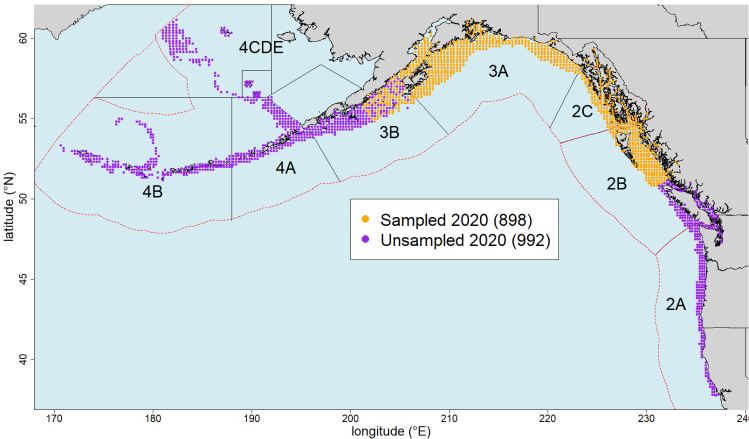 60
55
50
45
40
latitude (°N)
4CDE
3A
3B
2C
4A
4B
2B
2A
Sampled 2020 (898)
Unsampled 2020 (992)
170
180
190
200
210
220
230
240
longitude (°E)